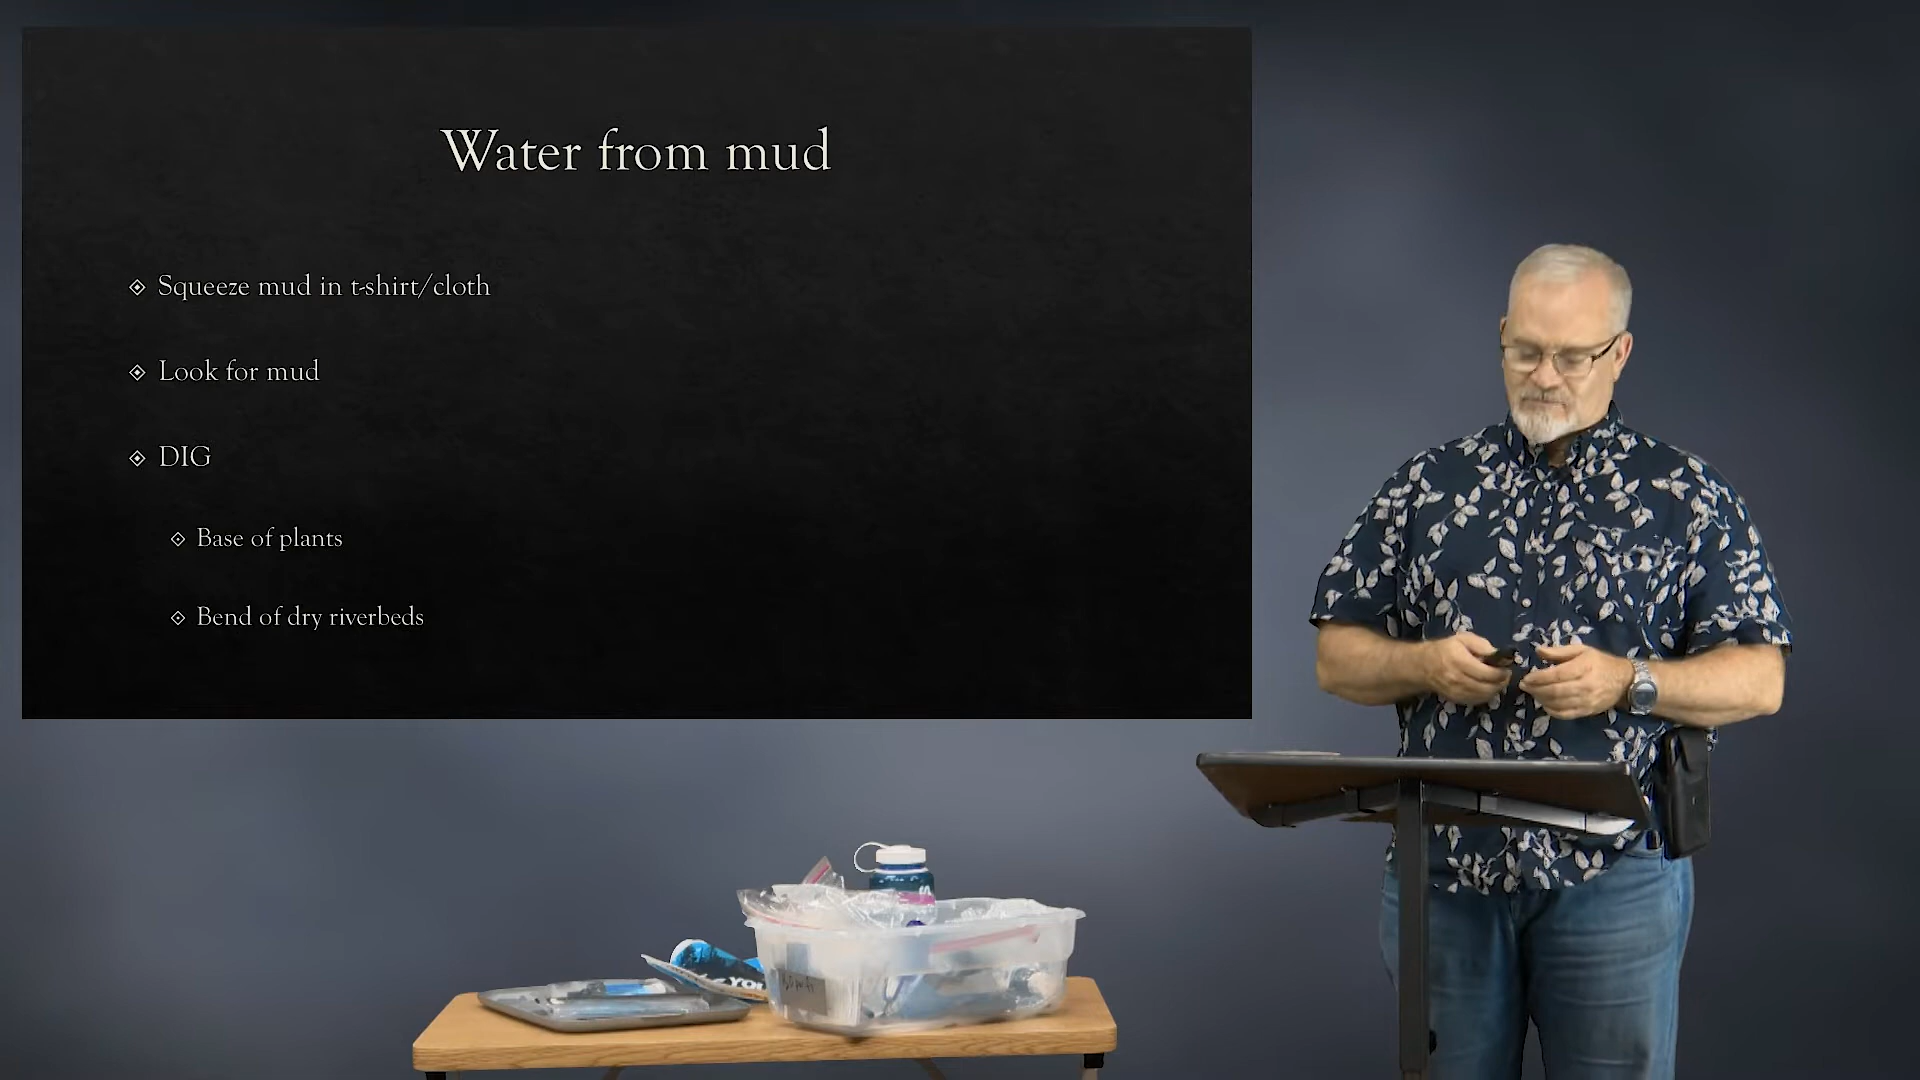 Water from mud
Squeeze mud in t-shirt/cloth
Look for mud
DIG
Base of plants
Bend of dry riverbeds